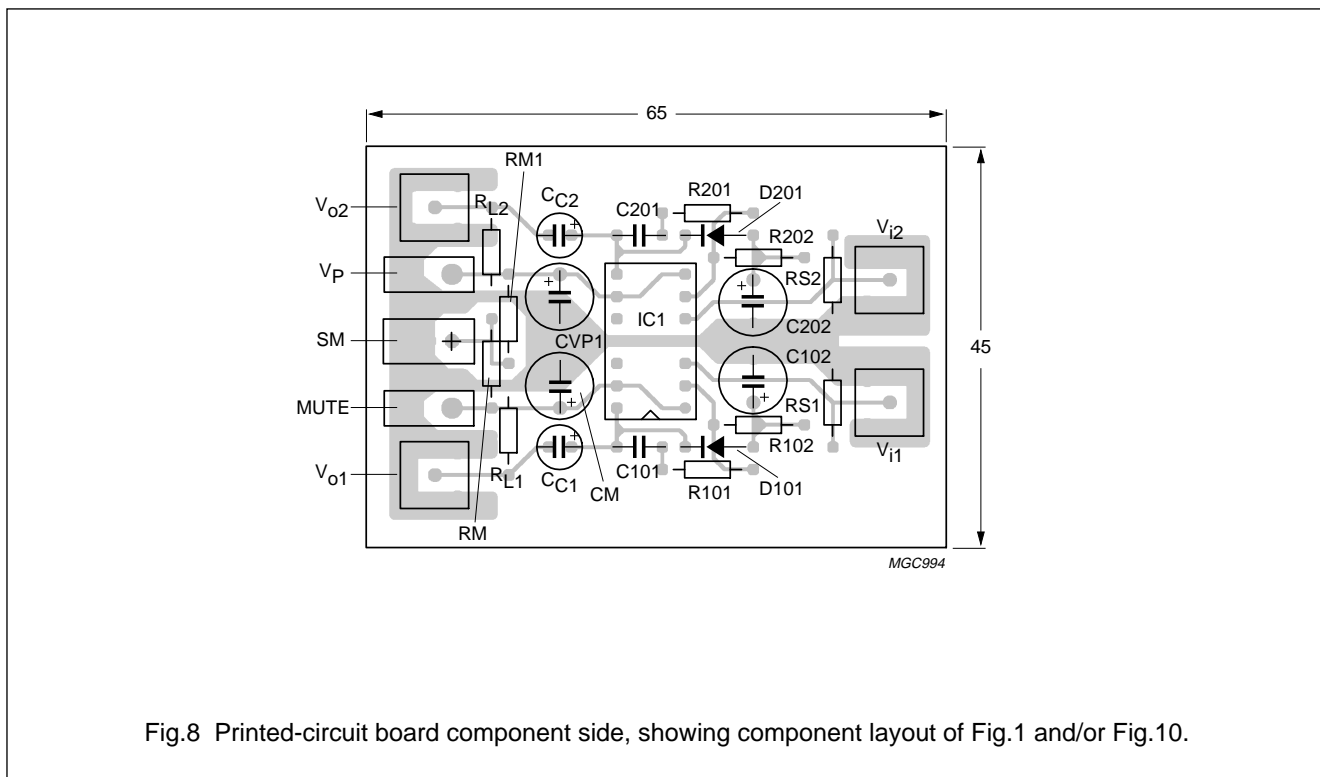 65
RM1
R201
D201
Vo2
RL2
CC2
C201
R202
Vi2
VP
RS2
IC1
SM
CVP1
C202
45
C102
MUTE
RS1
R102
Vi1
Vo1
RL1
CC1
CM
C101
R101
D101
RM
MGC994
Fig.8 Printed-circuit board component side, showing component layout of Fig.1 and/or Fig.10.